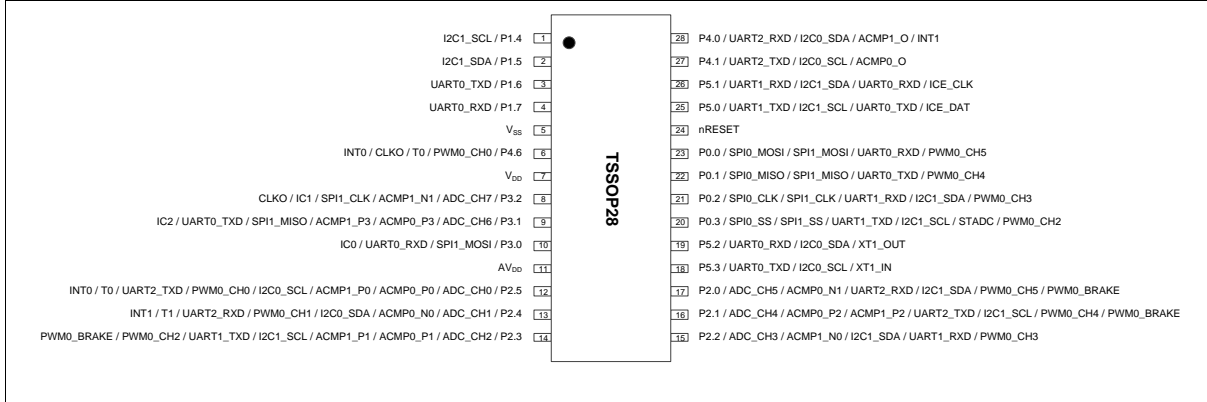 I2C1_SCL / P1.4 1
I2C1_SDA / P1.5 2
UART0_TXD / P1.6 3
UART0_RXD / P1.7 4
VSS 5
INT0 / CLKO / T0 / PWM0_CH0 / P4.6 6
VDD 7
CLKO / IC1 / SPI1_CLK / ACMP1_N1 / ADC_CH7 / P3.2 8
IC2 / UART0_TXD / SPI1_MISO / ACMP1_P3 / ACMP0_P3 / ADC_CH6 / P3.1 9
IC0 / UART0_RXD / SPI1_MOSI / P3.0 10
AVDD 11
INT0 / T0 / UART2_TXD / PWM0_CH0 / I2C0_SCL / ACMP1_P0 / ACMP0_P0 / ADC_CH0 / P2.5 12
INT1 / T1 / UART2_RXD / PWM0_CH1 / I2C0_SDA / ACMP0_N0 / ADC_CH1 / P2.4 13
PWM0_BRAKE / PWM0_CH2 / UART1_TXD / I2C1_SCL / ACMP1_P1 / ACMP0_P1 / ADC_CH2 / P2.3 14
TSSOP28
28 P4.0 / UART2_RXD / I2C0_SDA / ACMP1_O / INT1
27 P4.1 / UART2_TXD / I2C0_SCL / ACMP0_O
26 P5.1 / UART1_RXD / I2C1_SDA / UART0_RXD / ICE_CLK
25 P5.0 / UART1_TXD / I2C1_SCL / UART0_TXD / ICE_DAT
24 nRESET
23 P0.0 / SPI0_MOSI / SPI1_MOSI / UART0_RXD / PWM0_CH5
22 P0.1 / SPI0_MISO / SPI1_MISO / UART0_TXD / PWM0_CH4
21 P0.2 / SPI0_CLK / SPI1_CLK / UART1_RXD / I2C1_SDA / PWM0_CH3
20 P0.3 / SPI0_SS / SPI1_SS / UART1_TXD / I2C1_SCL / STADC / PWM0_CH2
19 P5.2 / UART0_RXD / I2C0_SDA / XT1_OUT
18 P5.3 / UART0_TXD / I2C0_SCL / XT1_IN
17 P2.0 / ADC_CH5 / ACMP0_N1 / UART2_RXD / I2C1_SDA / PWM0_CH5 / PWM0_BRAKE
16 P2.1 / ADC_CH4 / ACMP0_P2 / ACMP1_P2 / UART2_TXD / I2C1_SCL / PWM0_CH4 / PWM0_BRAKE
15 P2.2 / ADC_CH3 / ACMP1_N0 / I2C1_SDA / UART1_RXD / PWM0_CH3